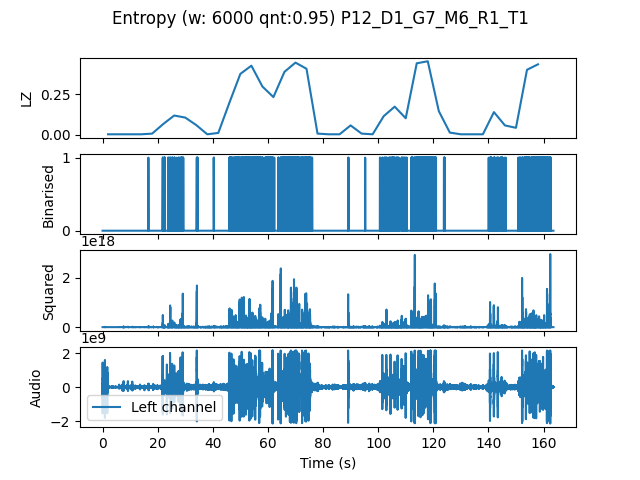 Entropy (w: 6000 qnt:0.95) P12_D1_G7_M6_R1_T1
LZ
0.25
0.00
Binarised
1
0
1e18
Squared
2
0
1e9
Audio
2
0
−2
Left channel
0 20 40 60 80 100 120 140 160
Time (s)